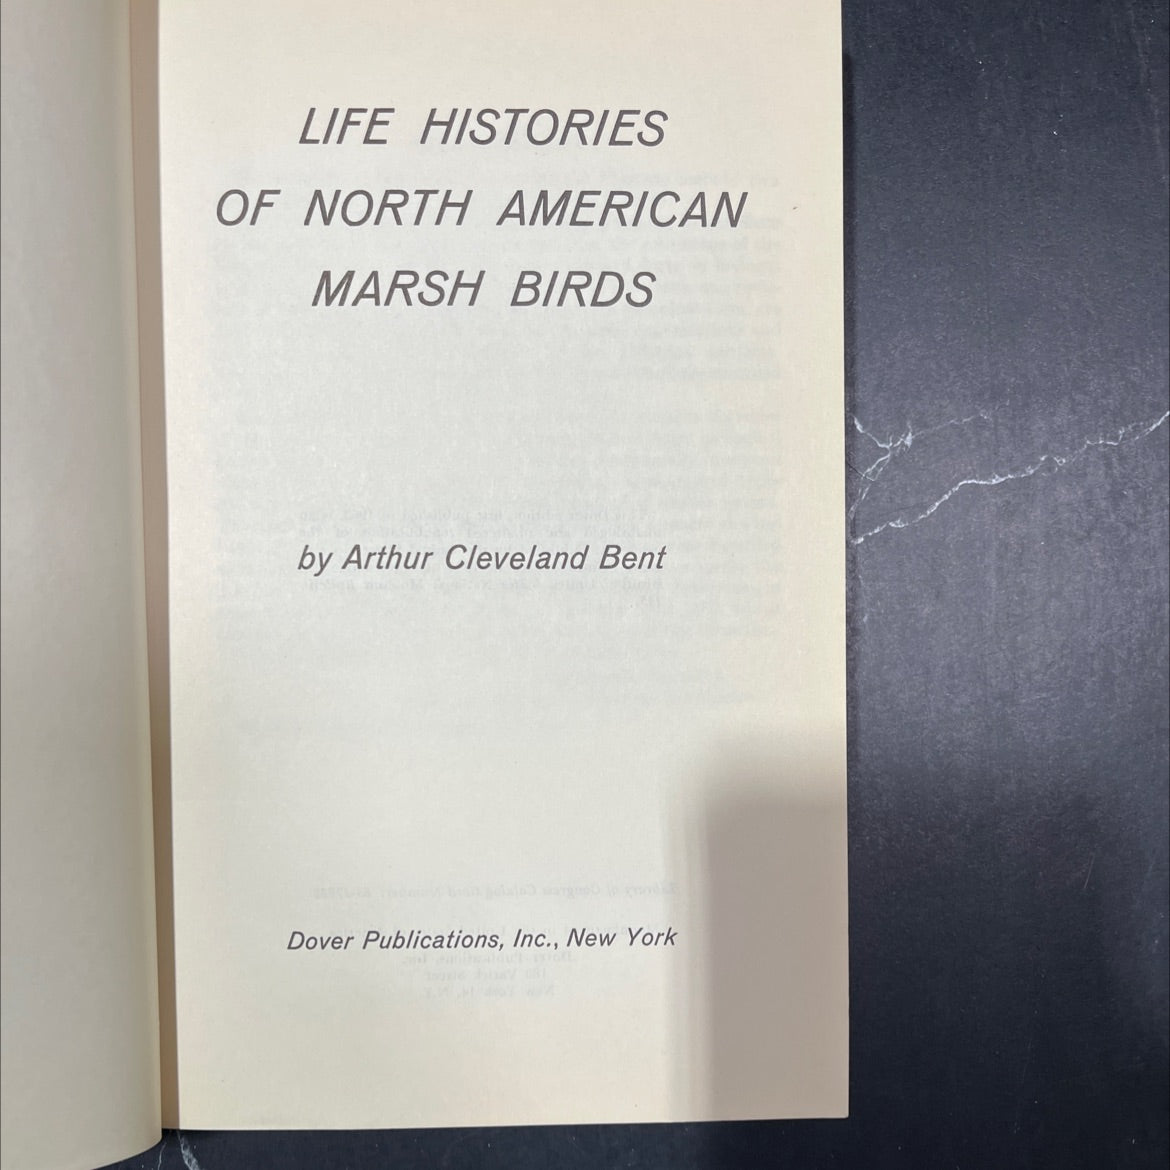 LIFE HISTORIES
OF NORTH AMERICAN
MARSH BIRDS
by Arthur Cleveland Bent
Dover Publications, Inc., New York